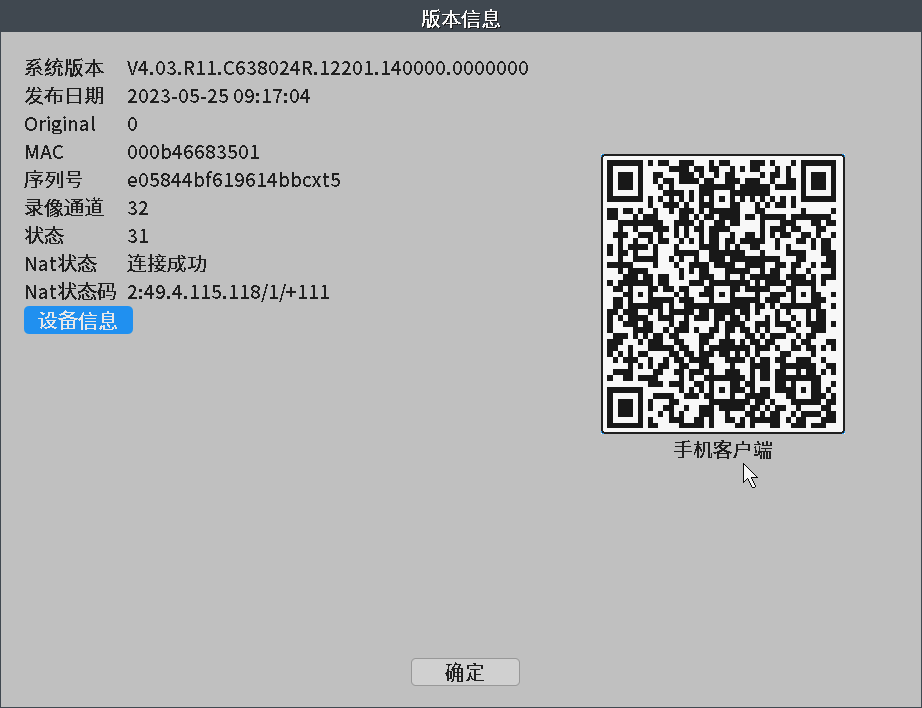 版本信息
系统版本 V4.03.R11.C638024R.12201.140000.0000000
发布日期 2023-05-25 09:17:04
Original 0
MAC 000b46683501
序列号 e05844bf619614bbcxt5
录像通道 32
状态 31
Nat状态 连接成功
Nat状态码 2:49.4.115.118/1/+111
设备信息
手机客户端
确定